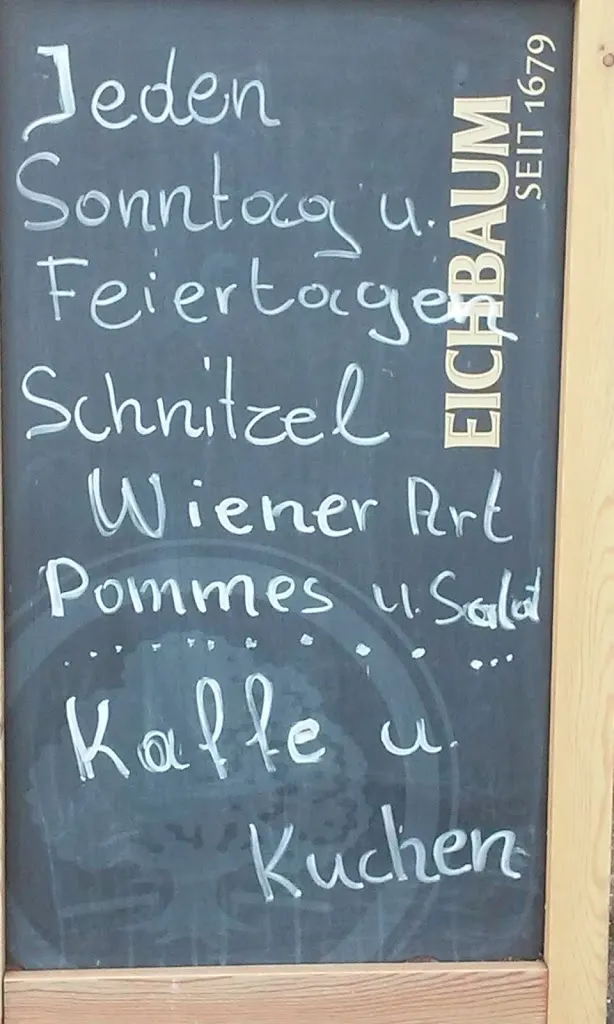 Jeden
Sonntag u.
Feiertagen
Schnitzel
Wiener Art
Pommes u. Salat
Kaffe u.
Kuchen
EICHBAUM
SEIT 1679